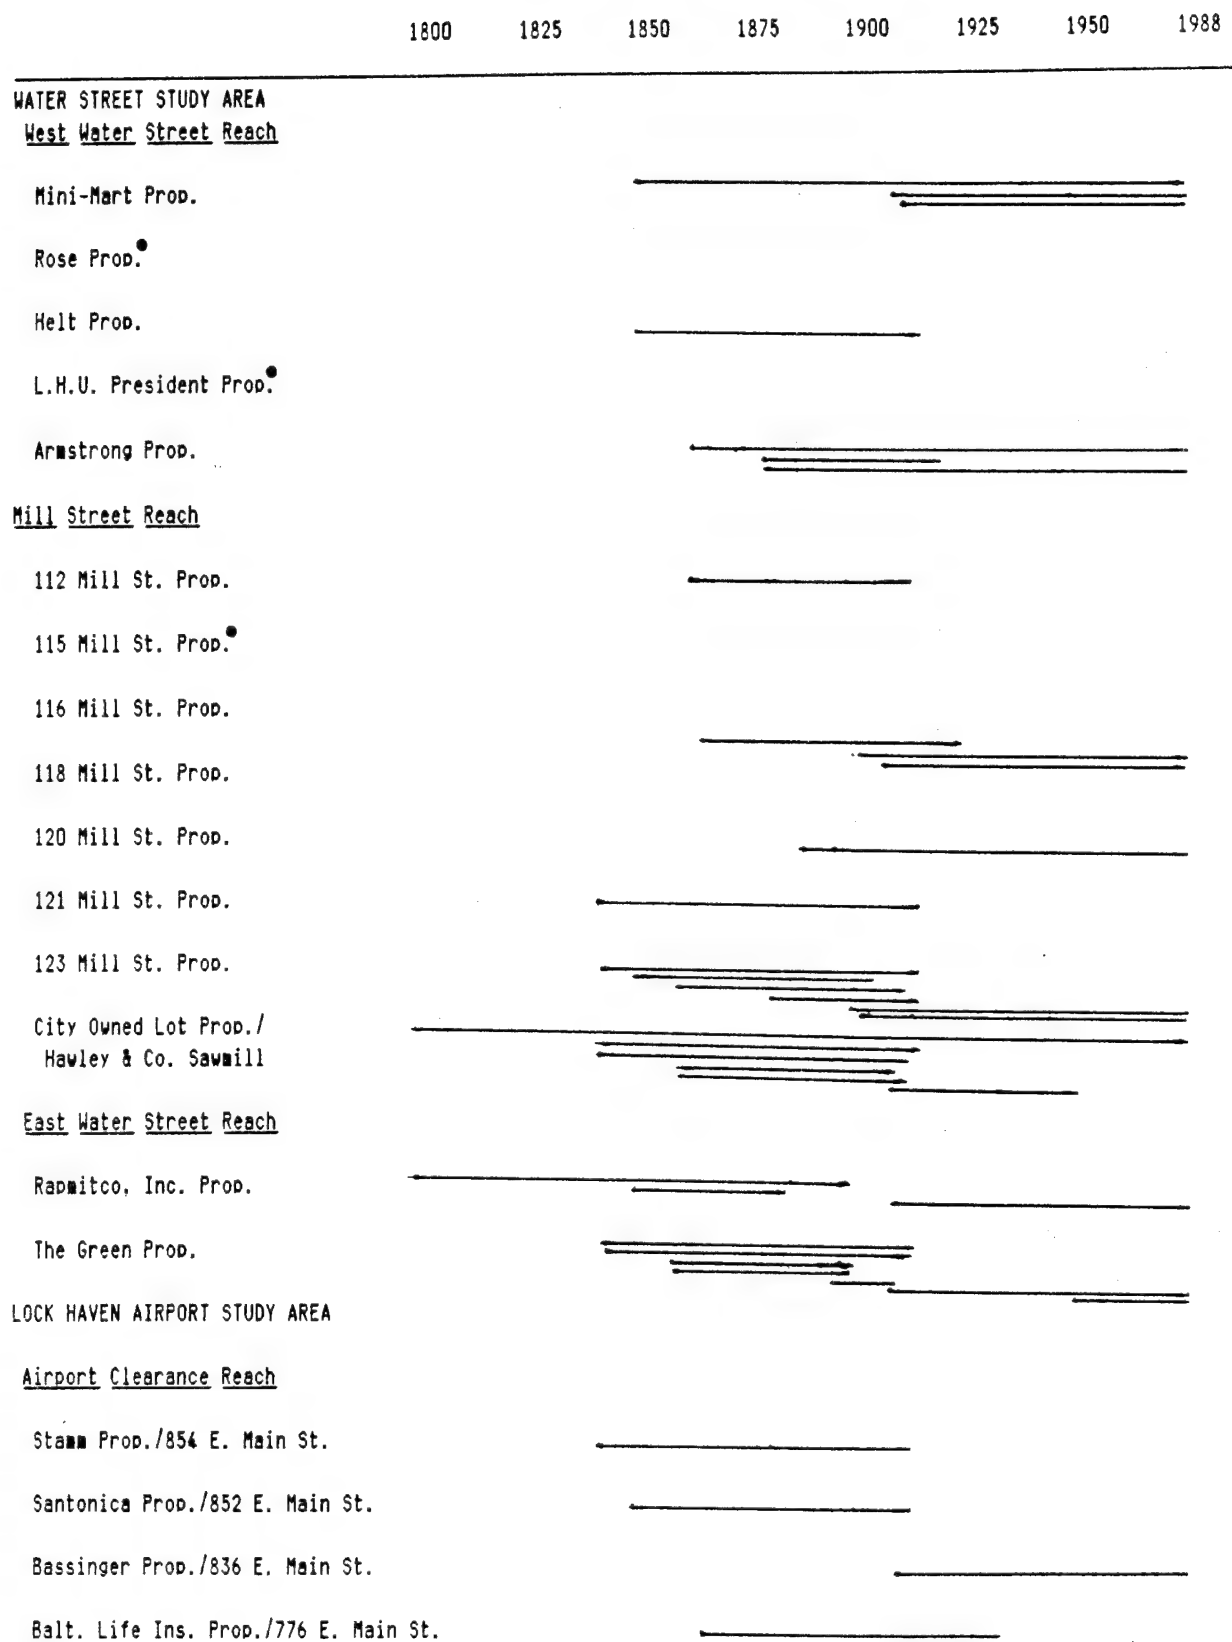 1800 1825 1850 1875 1900 1925 1950 1988
WATER STREET STUDY AREA
West Water Street Reach
Mini-Mart Prop.
Rose Prop.●
Helt Prop.
L.H.U. President Prop.●
Armstrong Prop.
Mill Street Reach
112 Mill St. Prop.
115 Mill St. Prop.●
116 Mill St. Prop.
118 Mill St. Prop.
120 Mill St. Prop.
121 Mill St. Prop.
123 Mill St. Prop.
City Owned Lot Prop./
Hawley & Co. Sawmill
East Water Street Reach
Rapmitco, Inc. Prop.
The Green Prop.
LOCK HAVEN AIRPORT STUDY AREA
Airport Clearance Reach
Stamm Prop./854 E. Main St.
Santonica Prop./852 E. Main St.
Bassinger Prop./836 E. Main St.
Balt. Life Ins. Prop./776 E. Main St.